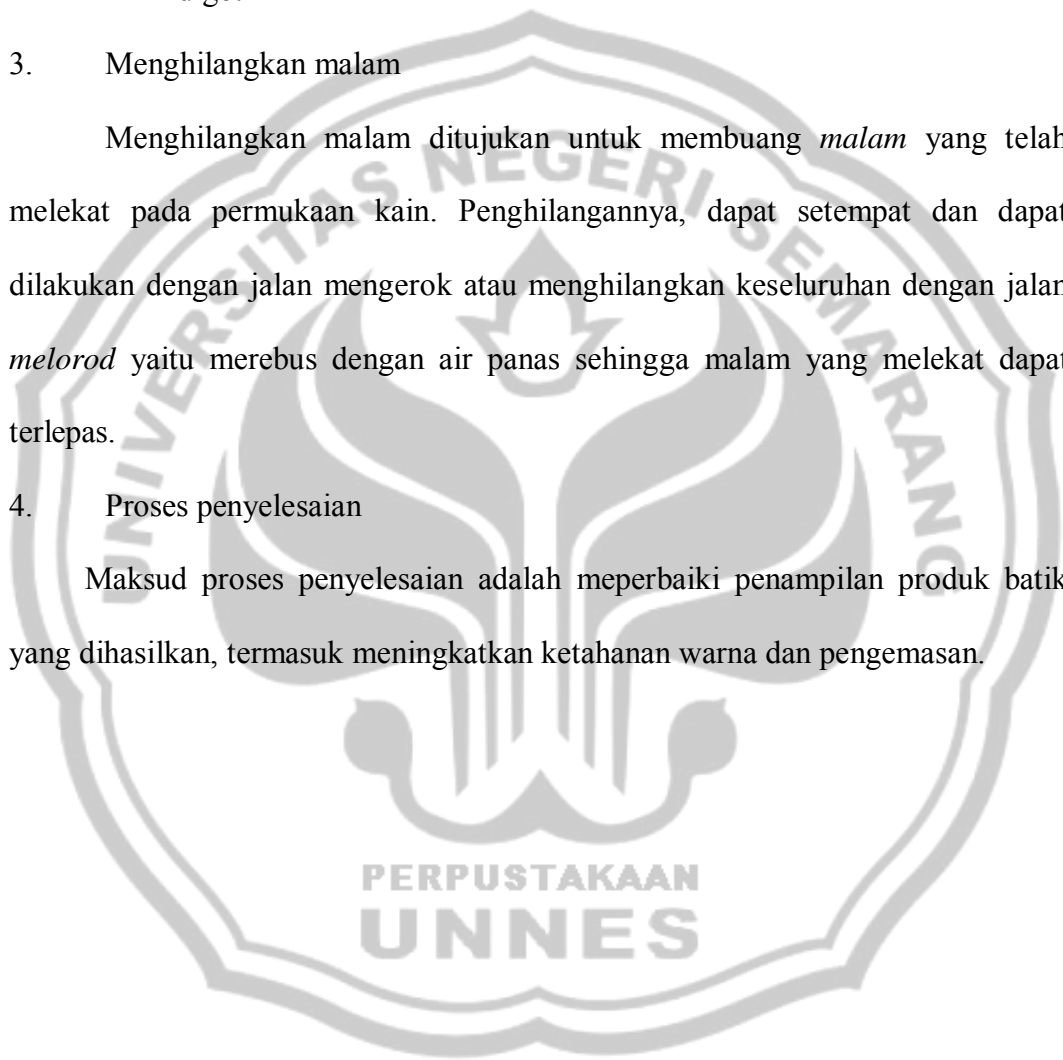 3. Menghilangkan malam
Menghilangkan malam ditujukan untuk membuang malam yang telah
melekat pada permukaan kain. Penghilangannya, dapat setempat dan dapat
dilakukan dengan jalan mengerok atau menghilangkan keseluruhan dengan jalan
melorod yaitu merebus dengan air panas sehingga malam yang melekat dapat
terlepas.
4. Proses penyelesaian
Maksud proses penyelesaian adalah meperbaiki penampilan produk batik
yang dihasilkan, termasuk meningkatkan ketahanan warna dan pengemasan.
UNIVERSITAS NEGERI SEMARANG
PERPUSTAKAAN
UNNES